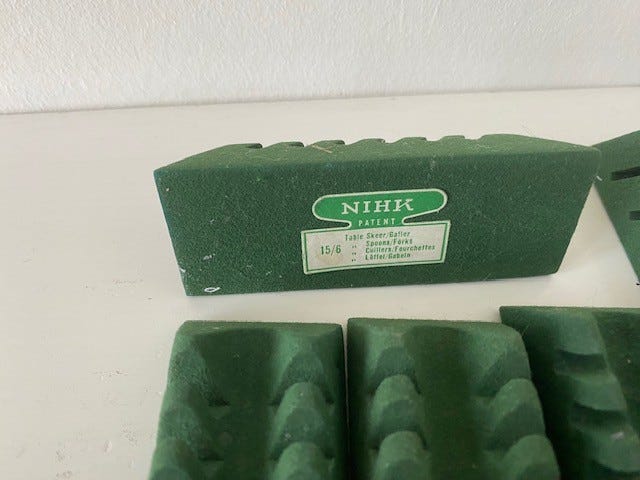 NIHK
PATENT
15/6 Table Skeer/Gafler
„ Spoons/Forks
„ Cuillers/Fourchettes
„ Löffel/Gabeln